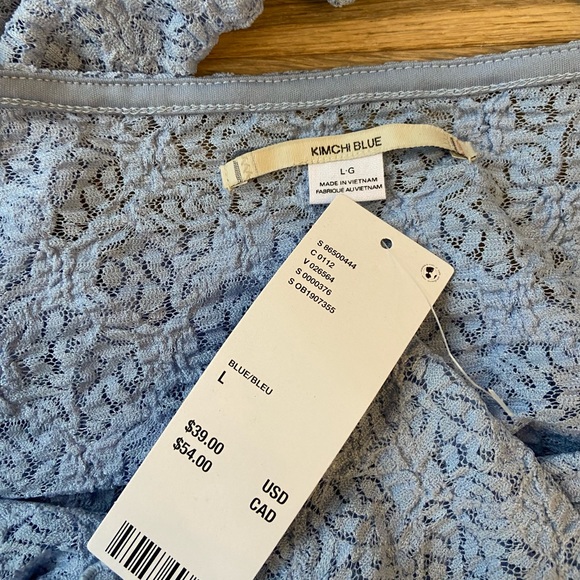 KIMCHI BLUE
L·G
MADE IN VIETNAM
FABRIQUÉ AU VIETNAM
S 86500444
C 0112
V 026564
S 0000376
S OB1907355
BLUE/BLEU
L
$39.00 USD
$54.00 CAD